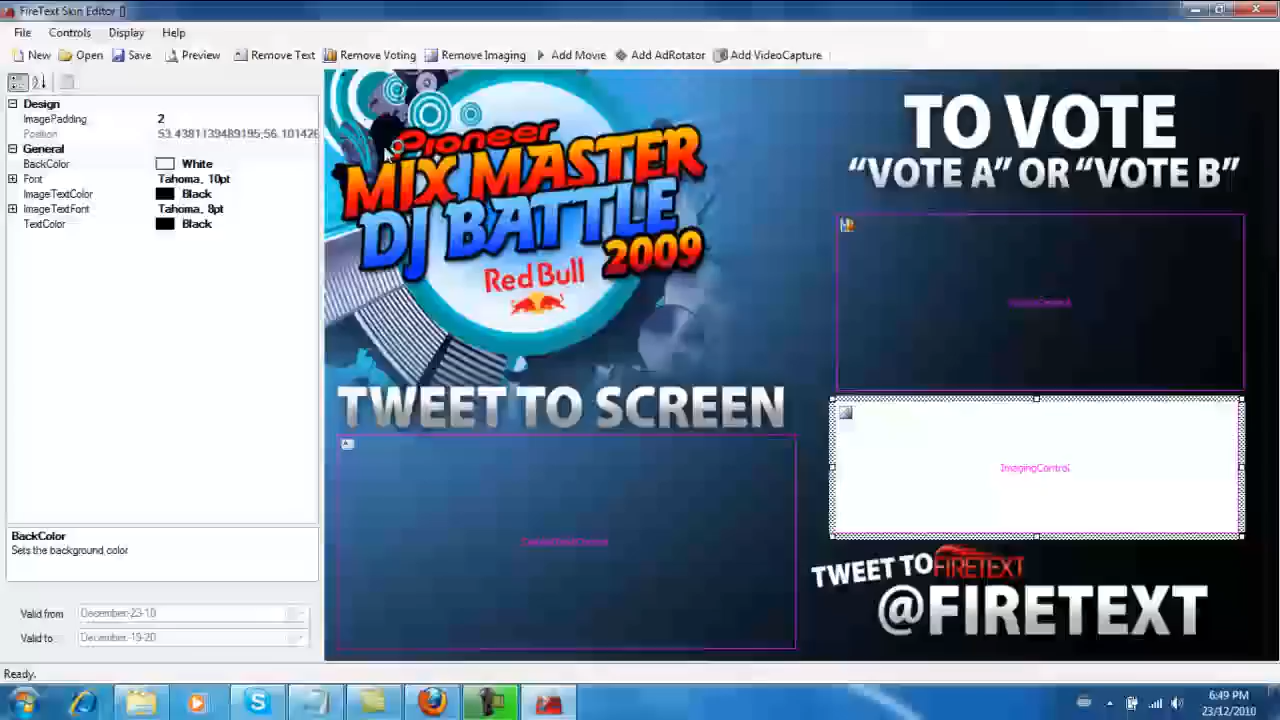 FireText Skin Editor []
File Controls Display Help
New Open Save Preview Remove Text Remove Voting Remove Imaging Add Movie Add AdRotator Add VideoCapture
Design
ImagePadding 2
Position 53.4381139489195;56.101426
General
BackColor White
Font Tahoma, 10pt
ImageTextColor Black
ImageTextFont Tahoma, 8pt
TextColor Black
BackColor
Sets the background color
Valid from December-23-10
Valid to December-19-20
Ready.
Pioneer
MIX MASTER
DJ BATTLE
2009
Red Bull
TWEET TO SCREEN
TO VOTE
“VOTE A” OR “VOTE B”
ImagingControl
TWEET TO FIRETEXT
@FIRETEXT
6:49 PM
23/12/2010